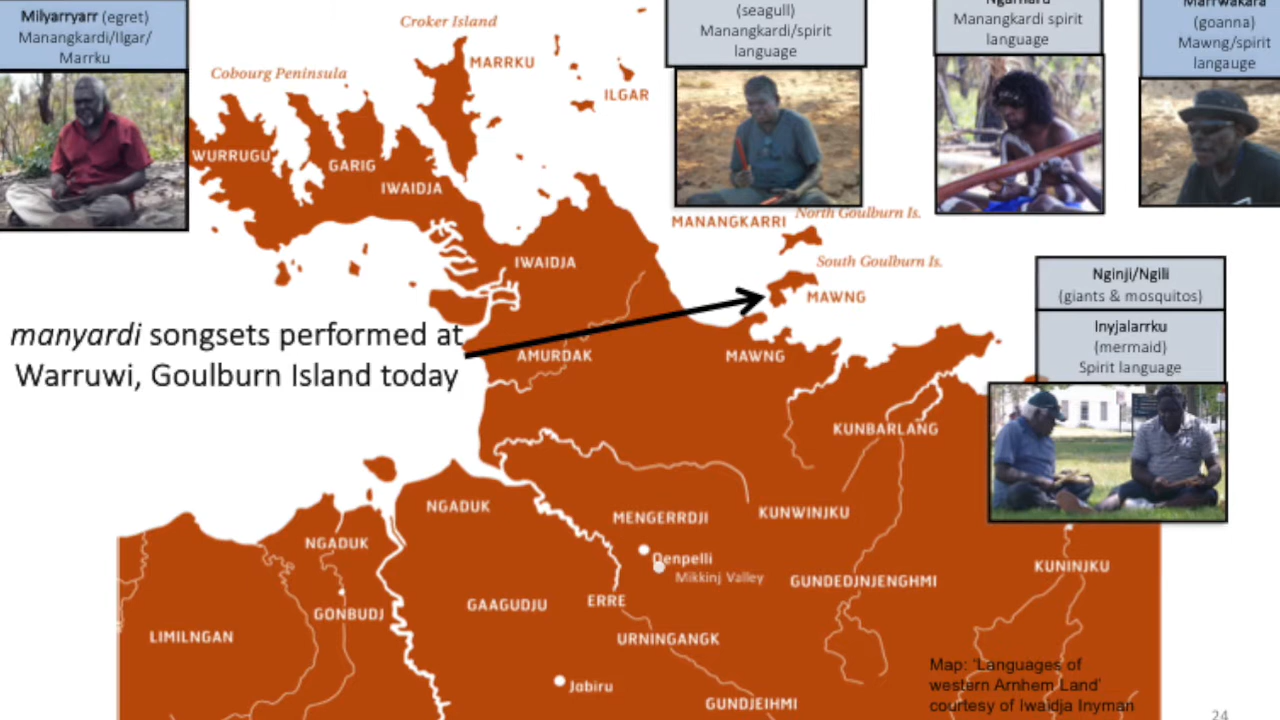 Milyarryarr (egret)
Manangkardi/Ilgar/
Marrku
(seagull)
Manangkardi/spirit
language
Ngarnaru
Manangkardi spirit
language
Marrwakara
(goanna)
Mawng/spirit
langauge
Croker Island
MARRKU
Cobourg Peninsula
ILGAR
WURRUGU
GARIG
IWAIDJA
MANANGKARRI
North Goulburn Is.
IWAIDJA
South Goulburn Is.
MAWNG
Nginji/Ngili
(giants & mosquitos)
Inyjalarrku
(mermaid)
Spirit language
manyardi songsets performed at
Warruwi, Goulburn Island today
AMURDAK
MAWNG
KUNBARLANG
NGADUK
MENGERRDJI
KUNWINJKU
NGADUK
Oenpelli
Mikkinj Valley
GUNDEDJNJENGHMI
KUNINJKU
GONBUDJ
GAAGUDJU
ERRE
LIMILNGAN
URNINGANGK
Jabiru
GUNDJEIHMI
Map: 'Languages of
western Arnhem Land'
courtesy of Iwaidja Inyman
24